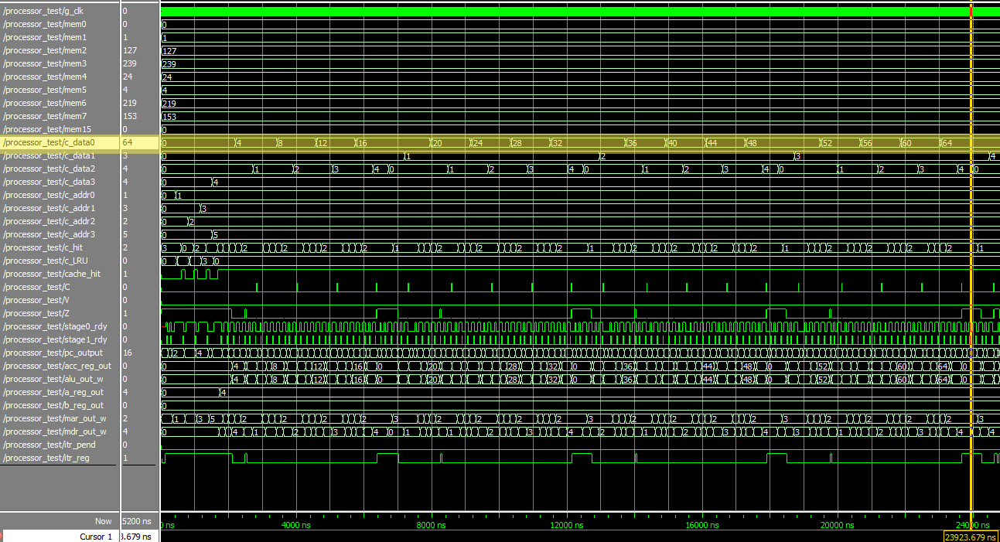 /processor_test/g_clk 0
/processor_test/mem0 0 0
/processor_test/mem1 1 1
/processor_test/mem2 127 127
/processor_test/mem3 239 239
/processor_test/mem4 24 24
/processor_test/mem5 4 4
/processor_test/mem6 219 219
/processor_test/mem7 153 153
/processor_test/mem15 0 0
/processor_test/c_data0 64 0 4 8 12 16 20 24 28 32 36 40 44 48 52 56 60 64
/processor_test/c_data1 3 0 1 2 3 4
/processor_test/c_data2 4 0 1 2 3 4 0 1 2 3 4 0 1 2 3 4 0 1 2 3 4 0
/processor_test/c_data3 4 0 4
/processor_test/c_addr0 1 0 1
/processor_test/c_addr1 3 0 3
/processor_test/c_addr2 2 0 2
/processor_test/c_addr3 5 0 5
/processor_test/c_hit 2 3 0 2 2 2 2 2 1 2 2 2 2 1 2 2 2 2 1 2 2 2 2 1
/processor_test/c_LRU 0 0 3 0
/processor_test/cache_hit 1
/processor_test/C 0
/processor_test/V 0
/processor_test/Z 1
/processor_test/stage0_rdy 0
/processor_test/stage1_rdy 0
/processor_test/pc_output 16 0 2 4
/processor_test/acc_reg_out 0 0 4 8 12 16 0 20 28 32 0 36 44 48 0 52 60 64 0
/processor_test/alu_out_w 0 0 4 8 12 16 0 20 28 32 0 36 44 48 0 52 60 64 0
/processor_test/a_reg_out 4 0 4
/processor_test/b_reg_out 0 0
/processor_test/mar_out_w 2 0 1 3 5 2 2 2 2 3 2 2 2 2 3 2 2 2 2 3 2 2 2 2 3
/processor_test/mdr_out_w 4 0 4 1 2 3 4 0 1 2 3 4 2 1 2 3 4 3 1 2 3 4 4
/processor_test/itr_pend 0
/processor_test/itr_reg 1
Now 5200 ns ns 4000 ns 8000 ns 12000 ns 16000 ns 20000 ns 24000 ns
Cursor 1 3.679 ns 23923.679 ns